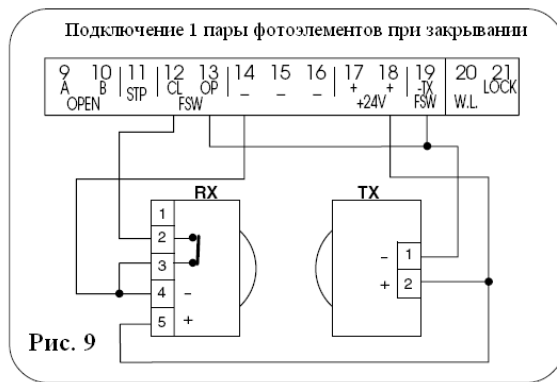 Подключение 1 пары фотоэлементов при закрывании
9 10 11 12 13 14 15 16 17 18 19 20 21
A B STP CL OP – – – + + -TX W.L. LOCK
OPEN FSW +24V FSW
RX TX
1
2
3
4 -
5 +
- 1
+ 2
Рис. 9